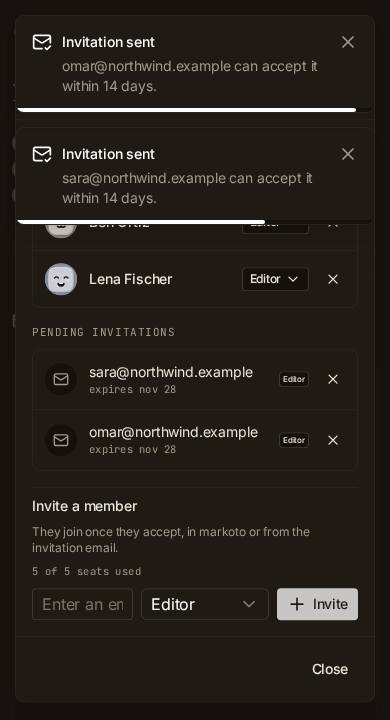 Invitation sent
omar@northwind.example can accept it
within 14 days.
Invitation sent
sara@northwind.example can accept it
within 14 days.
Lena Fischer
Editor
PENDING INVITATIONS
sara@northwind.example
Editor
expires nov 28
omar@northwind.example
Editor
expires nov 28
Invite a member
They join once they accept, in markoto or from the
invitation email.
5 of 5 seats used
Enter an en
Editor
Invite
Close